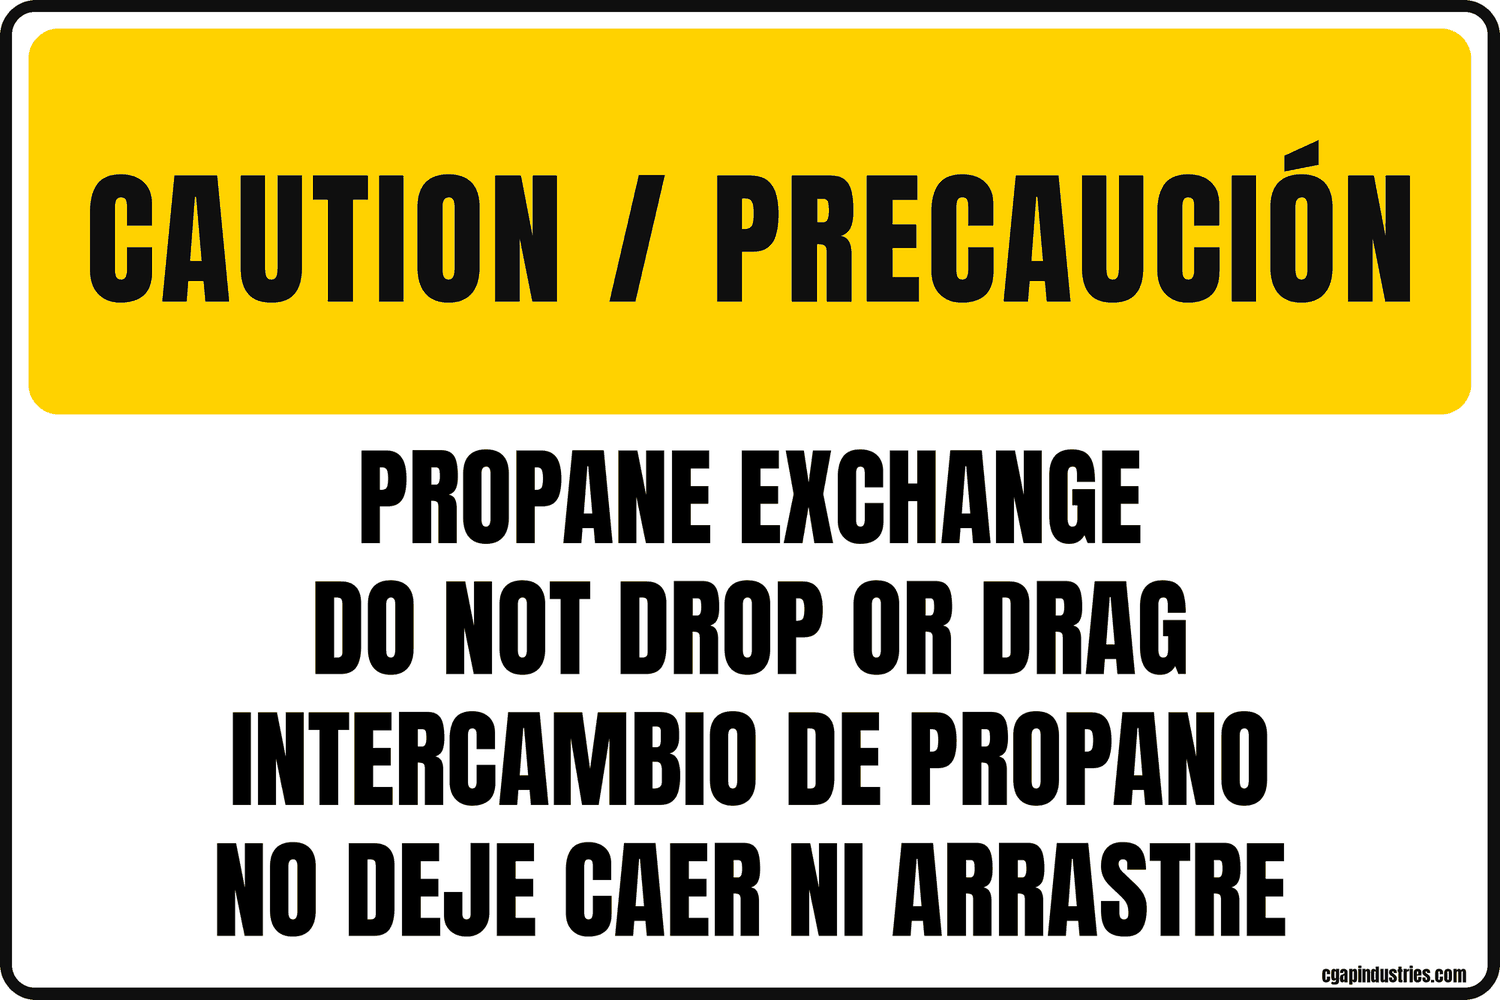 CAUTION / PRECAUCIÓN
PROPANE EXCHANGE
DO NOT DROP OR DRAG
INTERCAMBIO DE PROPANO
NO DEJE CAER NI ARRASTRE
cgapindustries.com